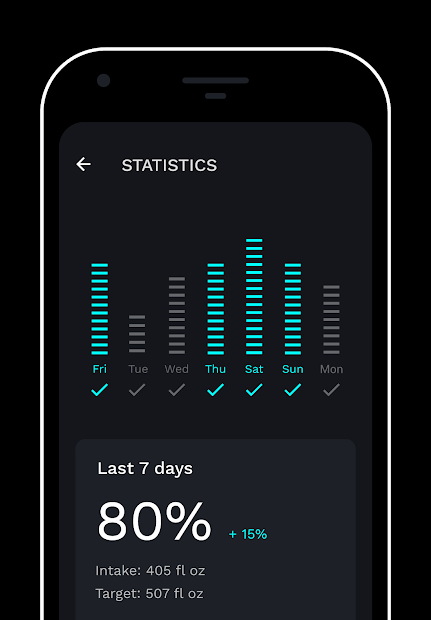 STATISTICS
Fri Tue Wed Thu Sat Sun Mon
Last 7 days
80% + 15%
Intake: 405 fl oz
Target: 507 fl oz